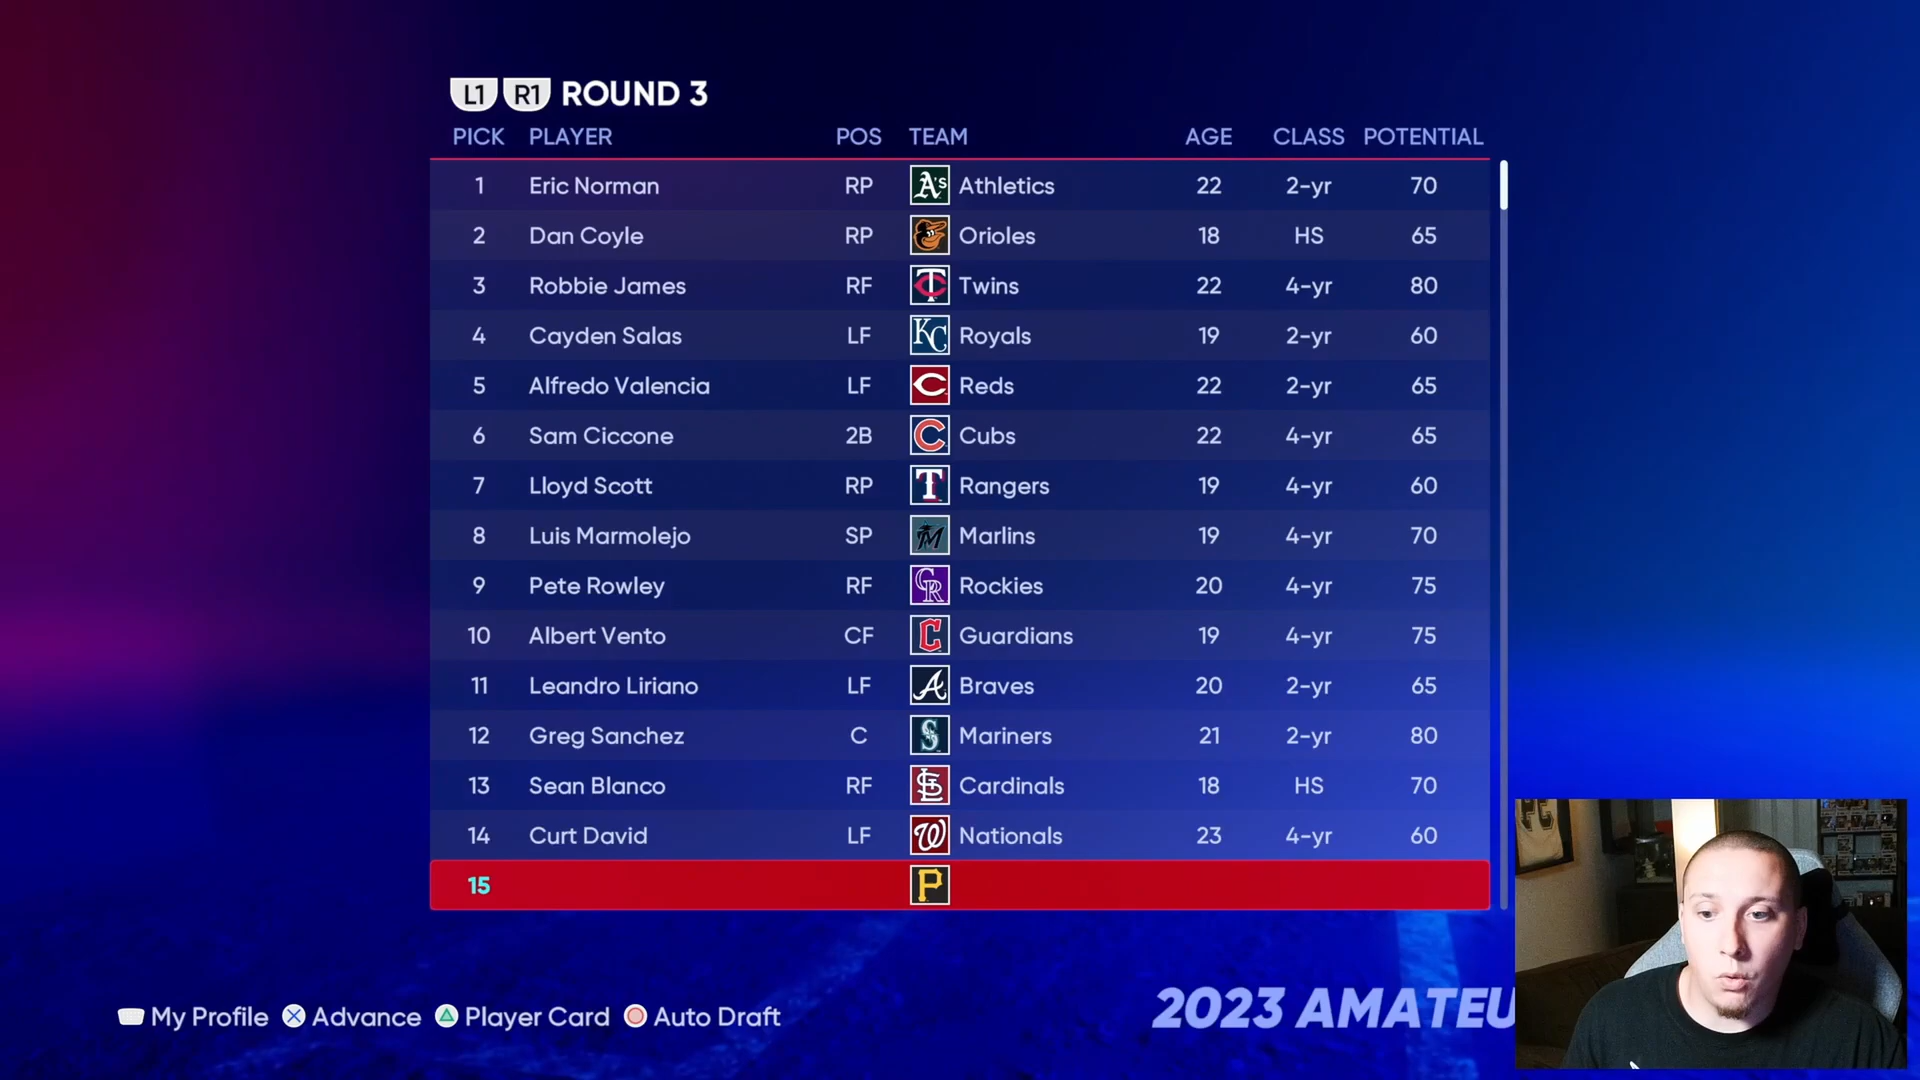 L1 R1 ROUND 3
PICK PLAYER POS TEAM AGE CLASS POTENTIAL
1 Eric Norman RP A's Athletics 22 2-yr 70
2 Dan Coyle RP Orioles 18 HS 65
3 Robbie James RF TC Twins 22 4-yr 80
4 Cayden Salas LF KC Royals 19 2-yr 60
5 Alfredo Valencia LF C Reds 22 2-yr 65
6 Sam Ciccone 2B C Cubs 22 4-yr 65
7 Lloyd Scott RP T Rangers 19 4-yr 60
8 Luis Marmolejo SP M Marlins 19 4-yr 70
9 Pete Rowley RF CR Rockies 20 4-yr 75
10 Albert Vento CF C Guardians 19 4-yr 75
11 Leandro Liriano LF A Braves 20 2-yr 65
12 Greg Sanchez C S Mariners 21 2-yr 80
13 Sean Blanco RF STL Cardinals 18 HS 70
14 Curt David LF W Nationals 23 4-yr 60
15 P
My Profile Advance Player Card Auto Draft
2023 AMATEU